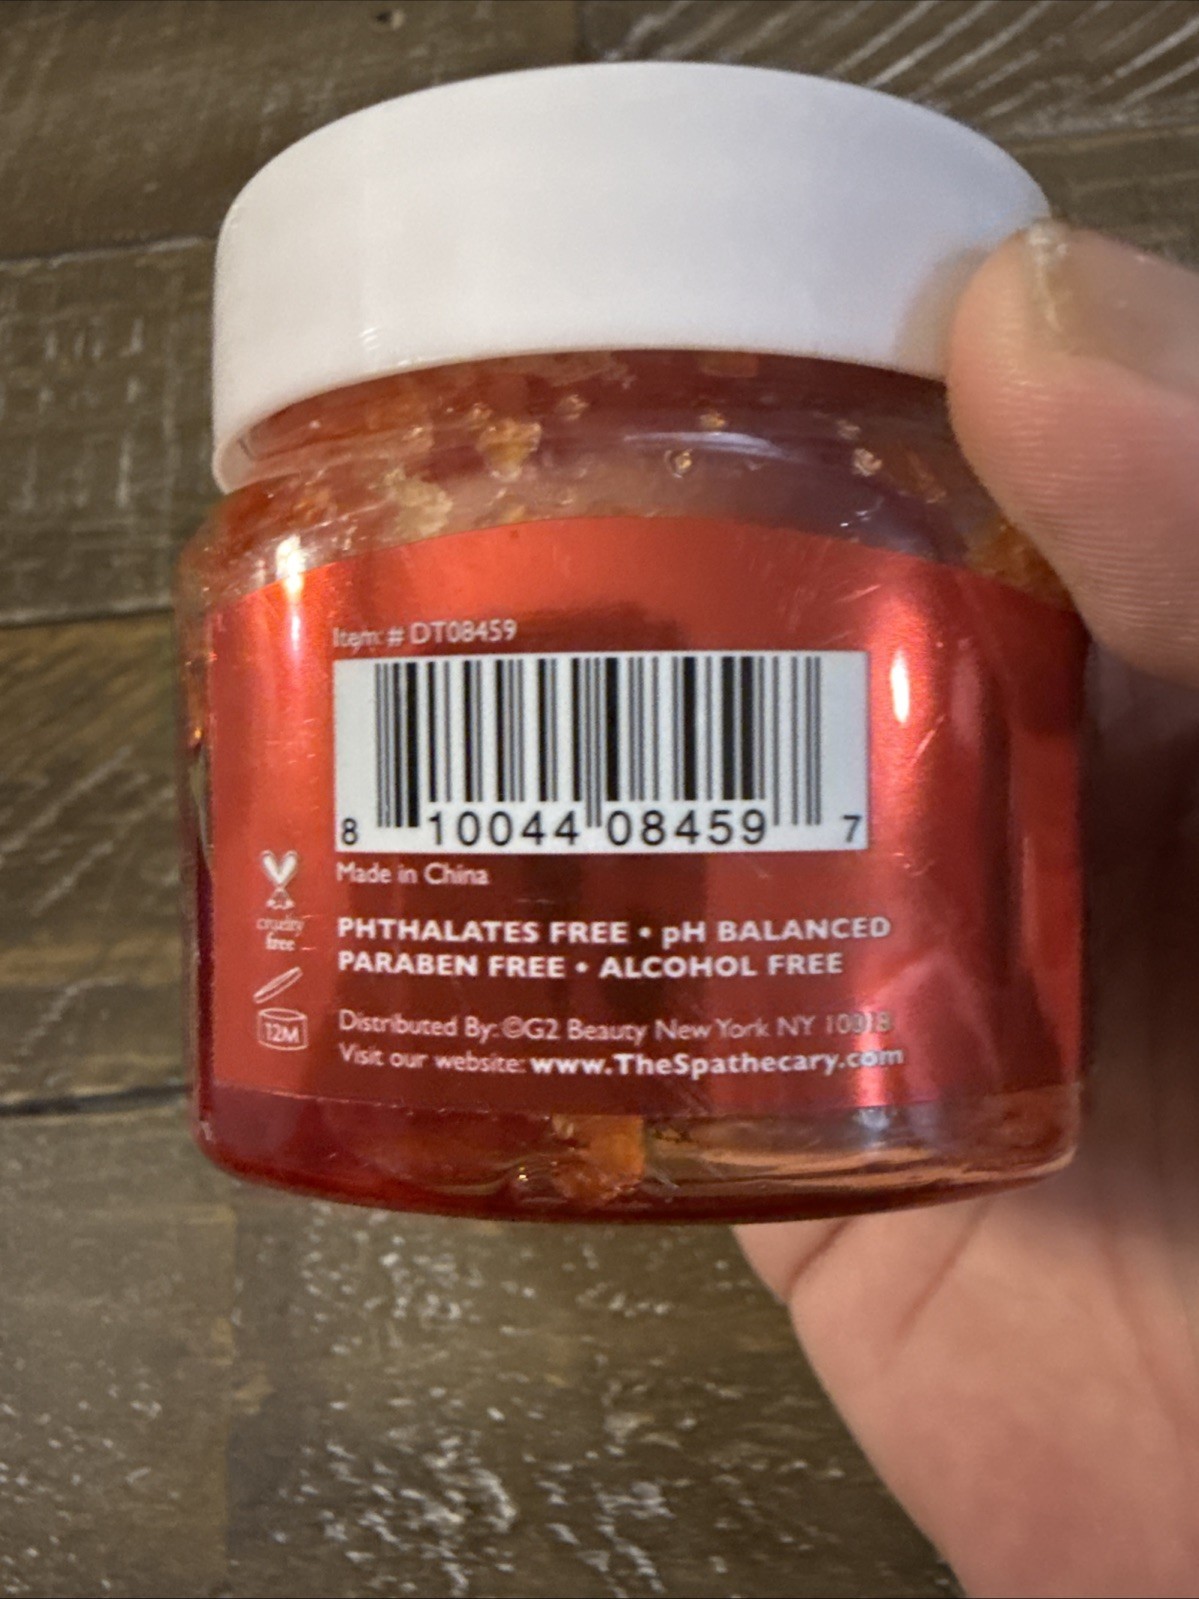 Item: # DT08459
8 10044 08459 7
Made in China
cruelty
free
PHTHALATES FREE • pH BALANCED
PARABEN FREE • ALCOHOL FREE
12M
Distributed By: ©G2 Beauty New York NY 10018
Visit our website: www.TheSpathecary.com